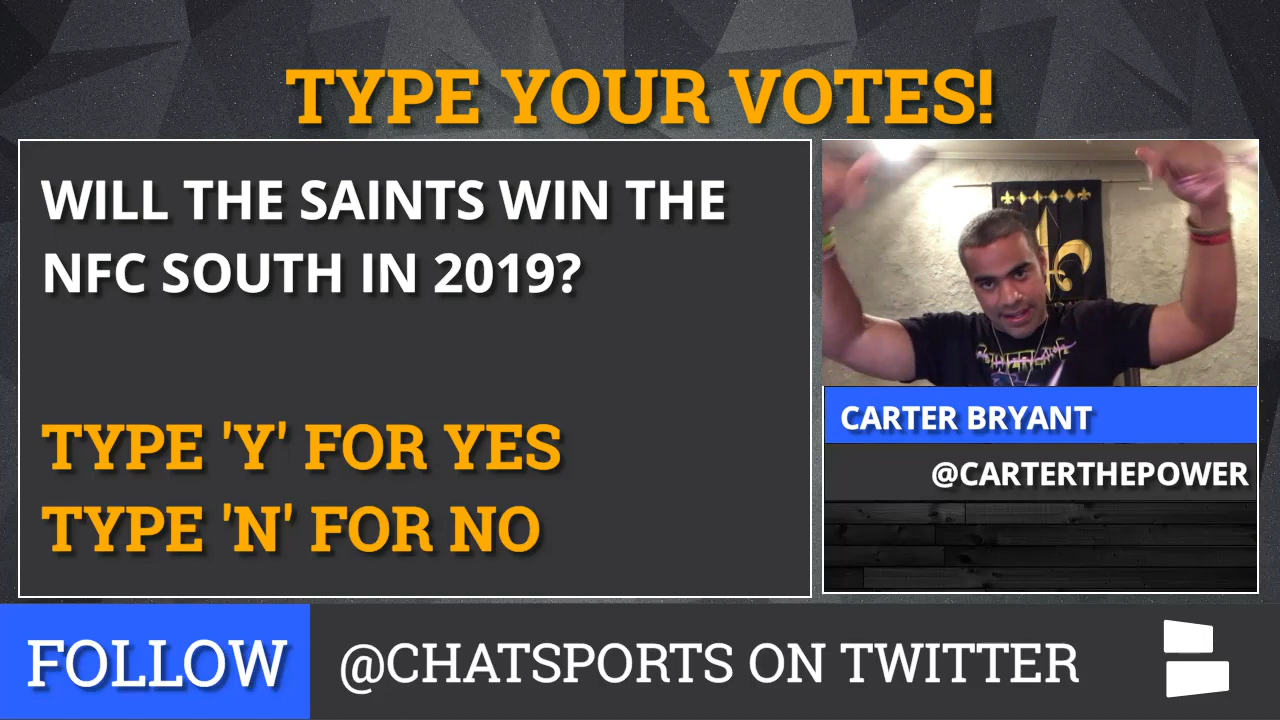 TYPE YOUR VOTES!
WILL THE SAINTS WIN THE
NFC SOUTH IN 2019?
TYPE 'Y' FOR YES
TYPE 'N' FOR NO
CARTER BRYANT
@CARTERTHEPOWER
FOLLOW
@CHATSPORTS ON TWITTER